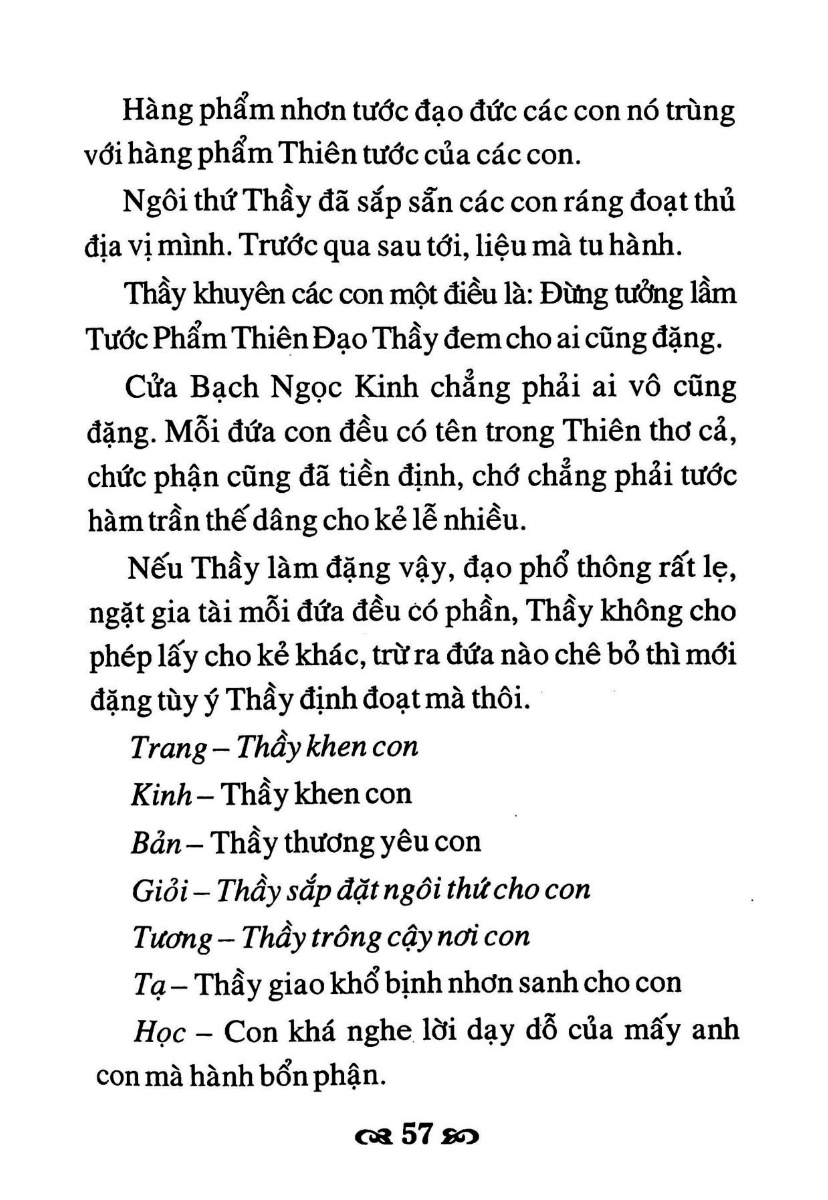 Hàng phẩm nhơn tước đạo đức các con nó trùng
với hàng phẩm Thiên tước của các con.
Ngôi thứ Thầy đã sắp sẵn các con ráng đoạt thủ
địa vị mình. Trước qua sau tới, liệu mà tu hành.
Thầy khuyên các con một điều là: Đừng tưởng lầm
Tước Phẩm Thiên Đạo Thầy đem cho ai cũng đặng.
Cửa Bạch Ngọc Kinh chẳng phải ai vô cũng
đặng. Mỗi đứa con đều có tên trong Thiên thơ cả,
chức phận cũng đã tiền định, chớ chẳng phải tước
hàm trần thế dâng cho kẻ lễ nhiều.
Nếu Thầy làm đặng vậy, đạo phổ thông rất lẹ,
ngặt gia tài mỗi đứa đều có phần, Thầy không cho
phép lấy cho kẻ khác, trừ ra đứa nào chê bỏ thì mới
đặng tùy ý Thầy định đoạt mà thôi.
Trang – Thầy khen con
Kinh – Thầy khen con
Bản – Thầy thương yêu con
Giỏi – Thầy sắp đặt ngôi thứ cho con
Tương – Thầy trông cậy nơi con
Tạ – Thầy giao khổ bịnh nhơn sanh cho con
Học – Con khá nghe lời dạy dỗ của mấy anh
con mà hành bổn phận.
57